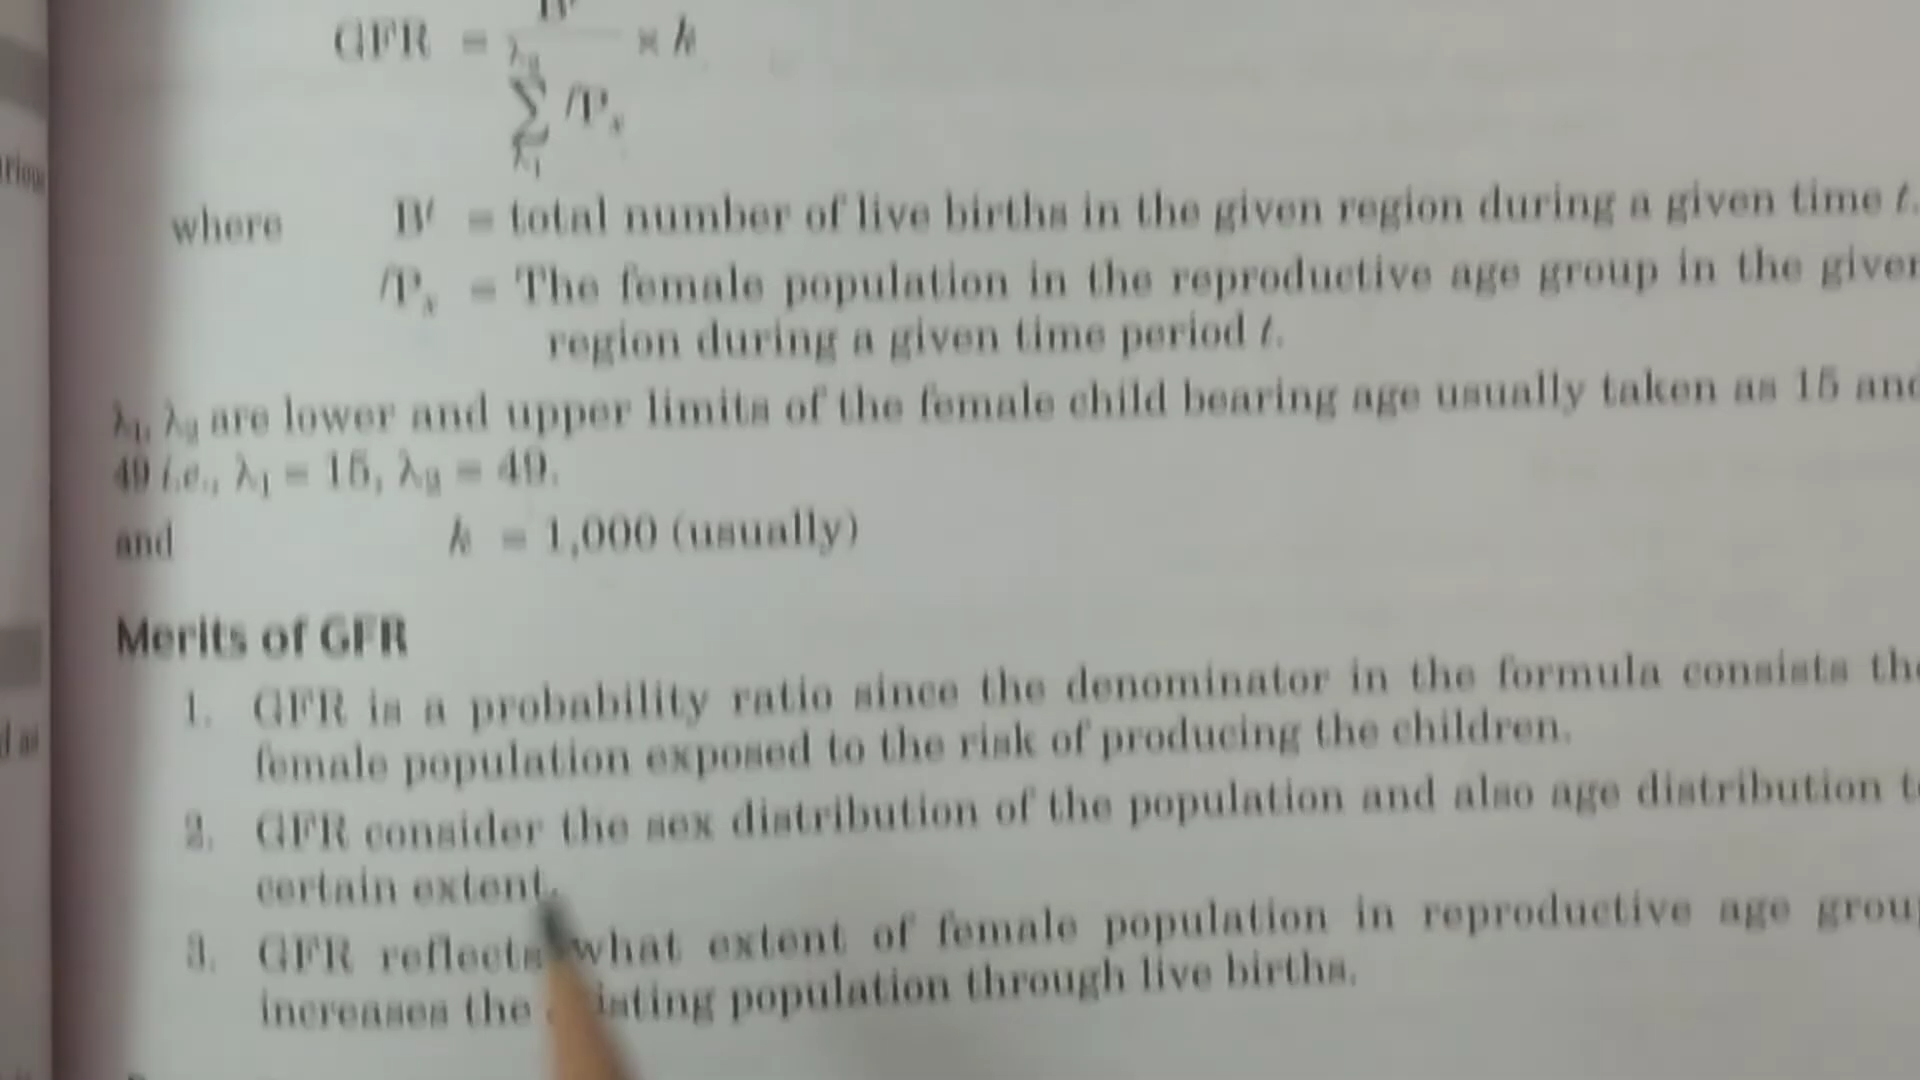 GFR = Bᵗ / Σ (λ₁ to λ₂) ᶠPₓ × k
where Bᵗ = total number of live births in the given region during a given time t.
ᶠPₓ = The female population in the reproductive age group in the given
region during a given time period t.
λ₁, λ₂ are lower and upper limits of the female child bearing age usually taken as 15 and
49 i.e., λ₁ = 15, λ₂ = 49.
and k = 1,000 (usually)
Merits of GFR
1. GFR is a probability ratio since the denominator in the formula consists the
female population exposed to the risk of producing the children.
2. GFR consider the sex distribution of the population and also age distribution
certain extent.
3. GFR reflects what extent of female population in reproductive age group
increases the population through live births.